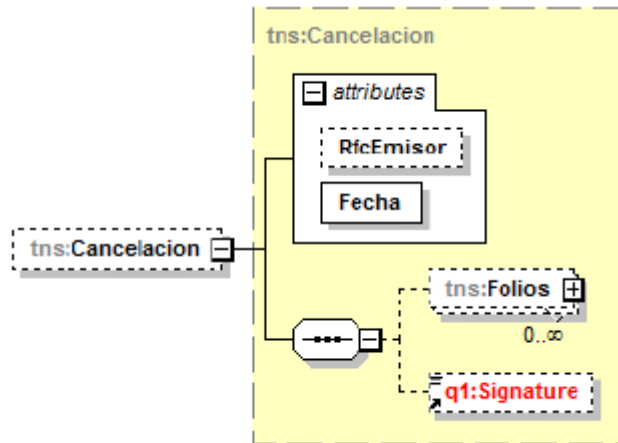 tns:Cancelacion
attributes
RfcEmisor
Fecha
tns:Cancelacion
tns:Folios
0..∞
q1:Signature